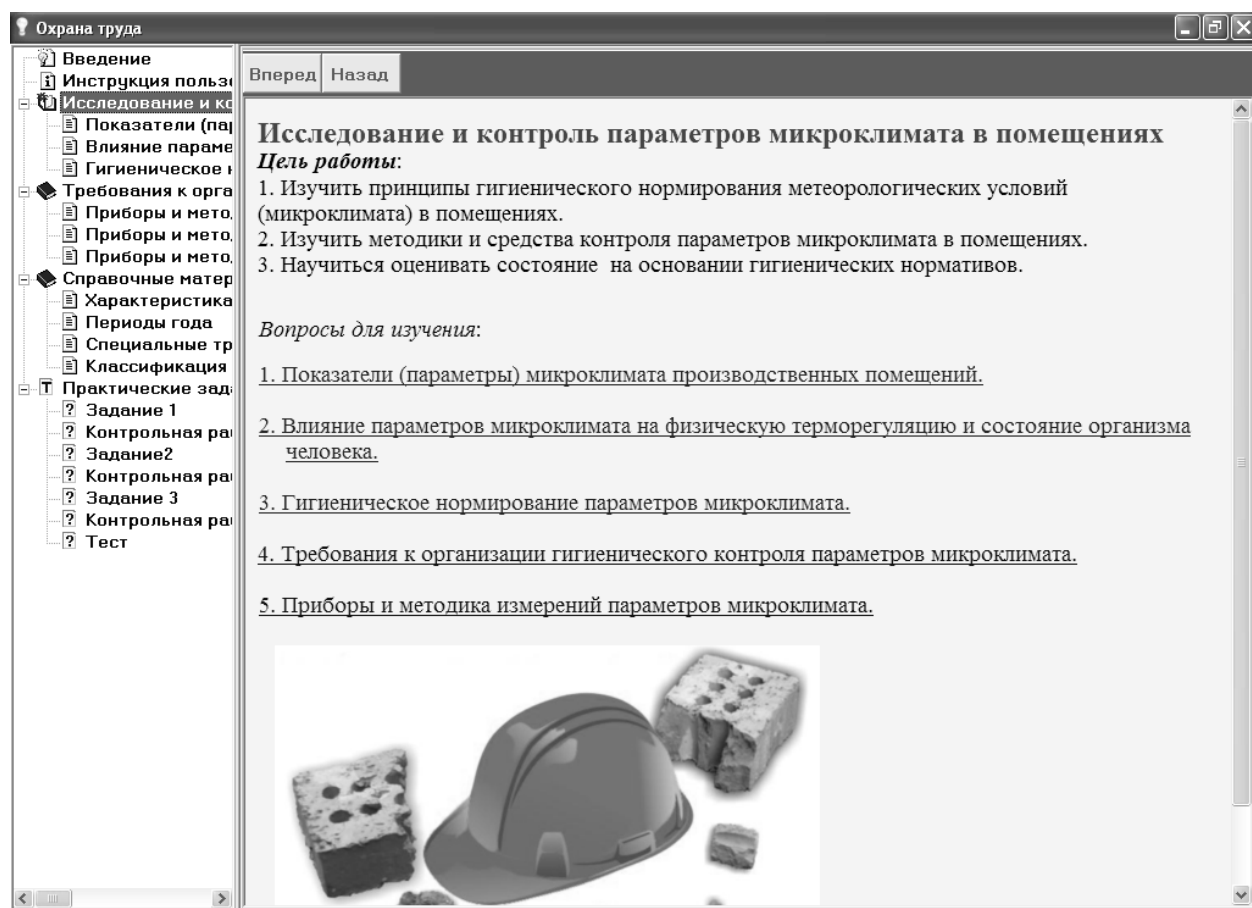 Охрана труда
Введение
Инструкция пользо
Исследование и ко
Показатели (пар
Влияние параме
Гигиеническое н
Требования к орга
Приборы и мето
Приборы и мето
Приборы и мето
Справочные матер
Характеристика
Периоды года
Специальные тр
Классификация
Практические зада
Задание 1
Контрольная ра
Задание2
Контрольная ра
Задание 3
Контрольная ра
Тест
Вперед Назад
Исследование и контроль параметров микроклимата в помещениях
Цель работы:
1. Изучить принципы гигиенического нормирования метеорологических условий
(микроклимата) в помещениях.
2. Изучить методики и средства контроля параметров микроклимата в помещениях.
3. Научиться оценивать состояние на основании гигиенических нормативов.
Вопросы для изучения:
1. Показатели (параметры) микроклимата производственных помещений.
2. Влияние параметров микроклимата на физическую терморегуляцию и состояние организма
человека.
3. Гигиеническое нормирование параметров микроклимата.
4. Требования к организации гигиенического контроля параметров микроклимата.
5. Приборы и методика измерений параметров микроклимата.